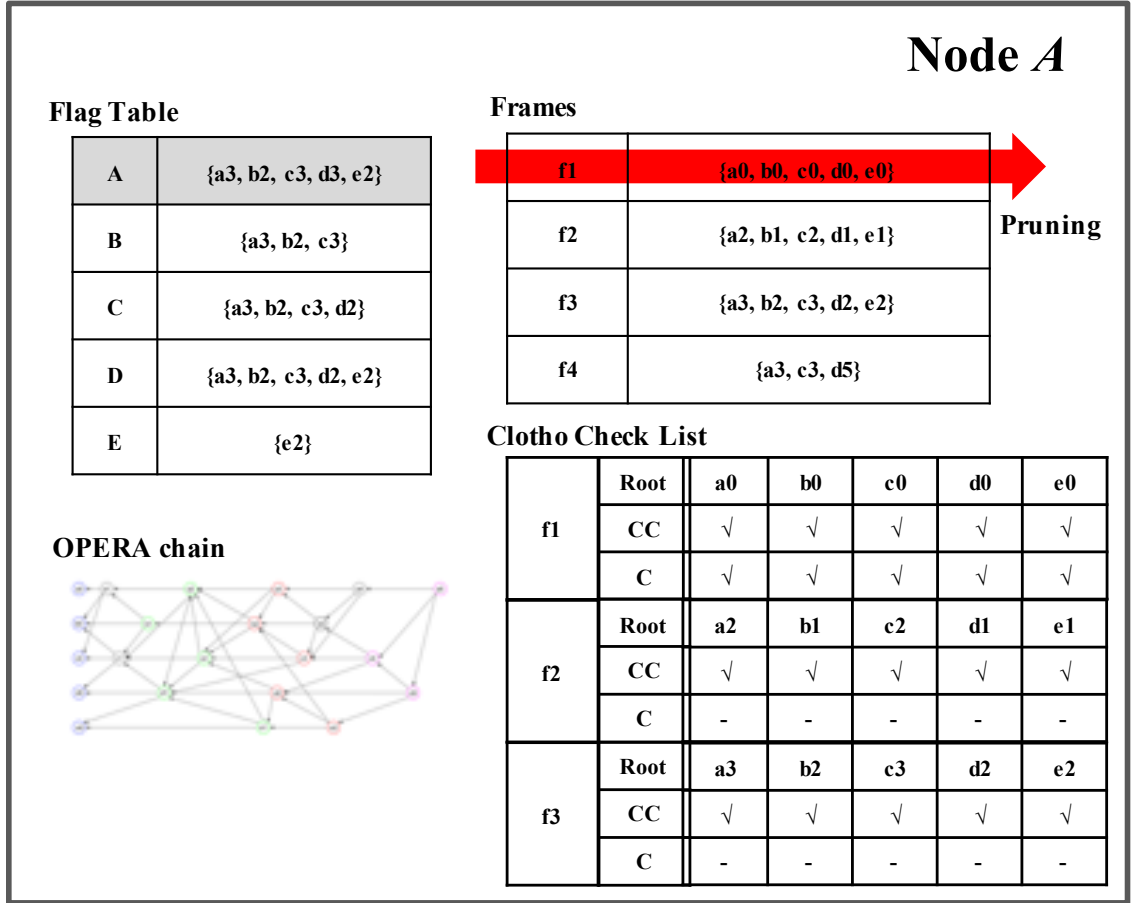 Node A
Flag Table
A {a3, b2, c3, d3, e2}
B {a3, b2, c3}
C {a3, b2, c3, d2}
D {a3, b2, c3, d2, e2}
E {e2}
Frames
f1 {a0, b0, c0, d0, e0}
f2 {a2, b1, c2, d1, e1}
f3 {a3, b2, c3, d2, e2}
f4 {a3, c3, d5}
Pruning
OPERA chain
Clotho Check List
f1
Root a0 b0 c0 d0 e0
CC √ √ √ √ √
C √ √ √ √ √
f2
Root a2 b1 c2 d1 e1
CC √ √ √ √ √
C - - - - -
f3
Root a3 b2 c3 d2 e2
CC √ √ √ √ √
C - - - - -